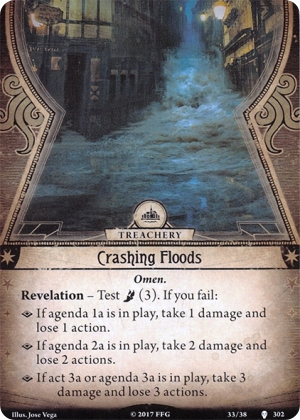 TREACHERY
Crashing Floods
Omen.
Revelation – Test (3). If you fail:
If agenda 1a is in play, take 1 damage and
lose 1 action.
If agenda 2a is in play, take 2 damage and
lose 2 actions.
If act 3a or agenda 3a is in play, take 3
damage and lose 3 actions.
Illus. Jose Vega © 2017 FFG 33/38 302